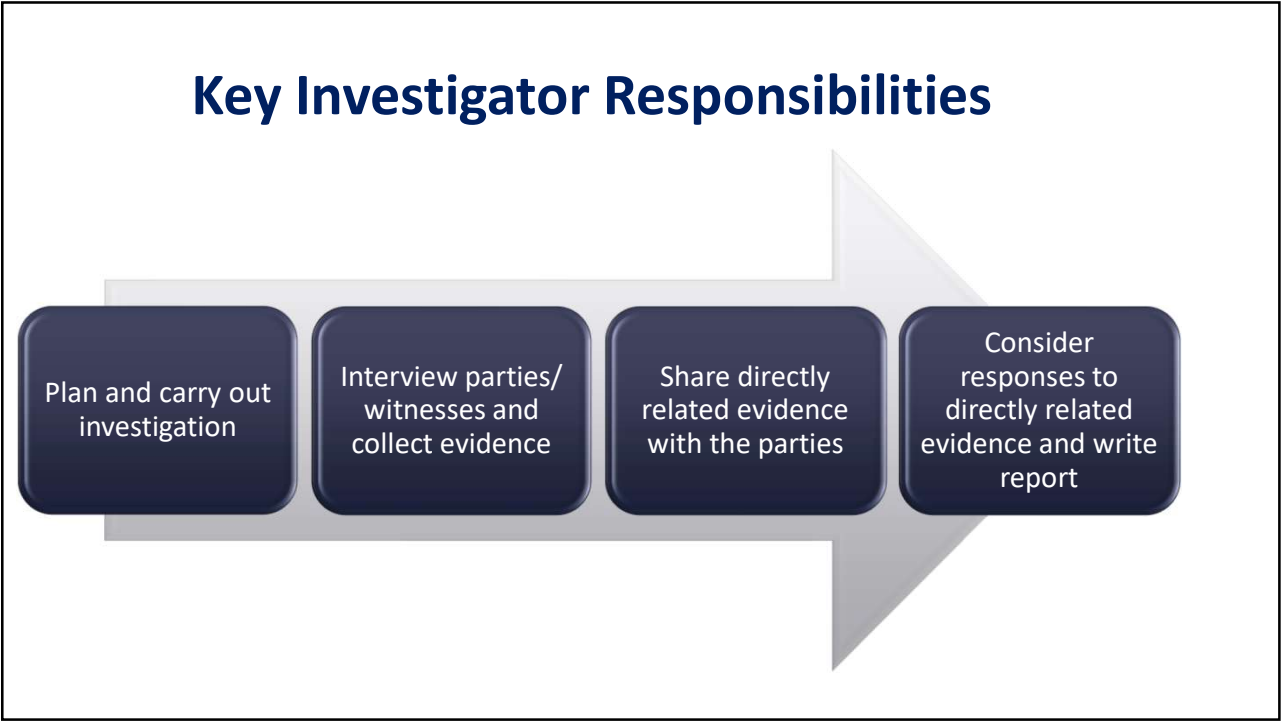 Key Investigator Responsibilities
Plan and carry out
investigation
Interview parties/
witnesses and
collect evidence
Share directly
related evidence
with the parties
Consider
responses to
directly related
evidence and write
report